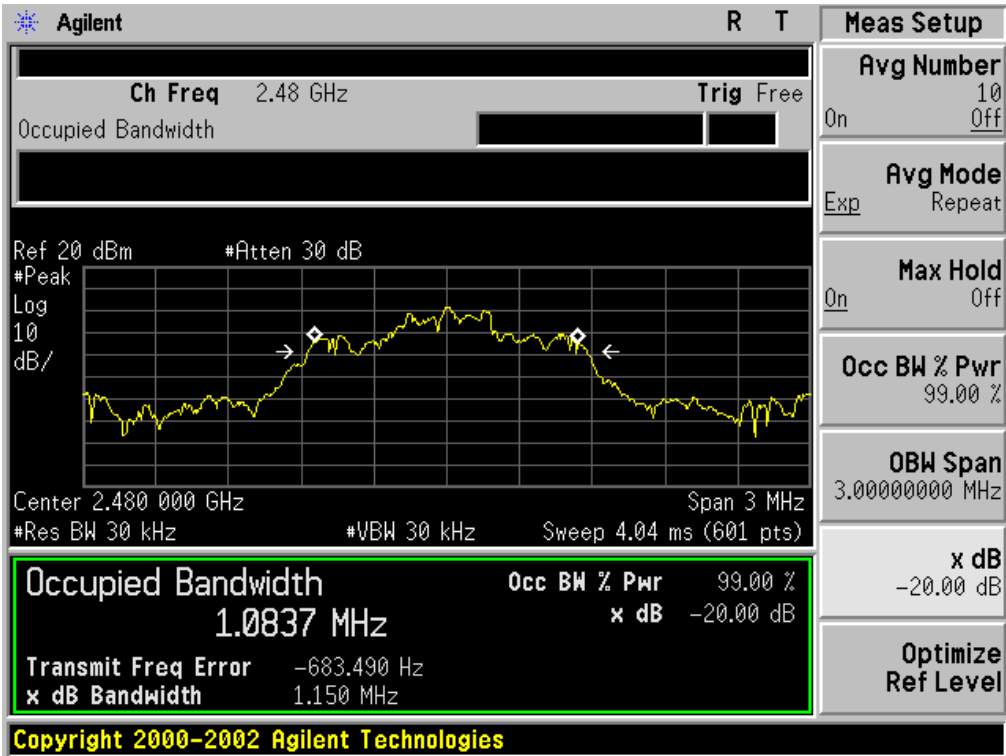 Agilent R T
Ch Freq 2.48 GHz Trig Free
Occupied Bandwidth
Ref 20 dBm #Atten 30 dB
#Peak
Log
10
dB/
Center 2.480 000 GHz Span 3 MHz
#Res BW 30 kHz #VBW 30 kHz Sweep 4.04 ms (601 pts)
Occupied Bandwidth
1.0837 MHz
Occ BW % Pwr 99.00 %
x dB -20.00 dB
Transmit Freq Error -683.490 Hz
x dB Bandwidth 1.150 MHz
Copyright 2000-2002 Agilent Technologies
Meas Setup
Avg Number
10
On Off
Avg Mode
Exp Repeat
Max Hold
On Off
Occ BW % Pwr
99.00 %
OBW Span
3.00000000 MHz
x dB
-20.00 dB
Optimize
Ref Level